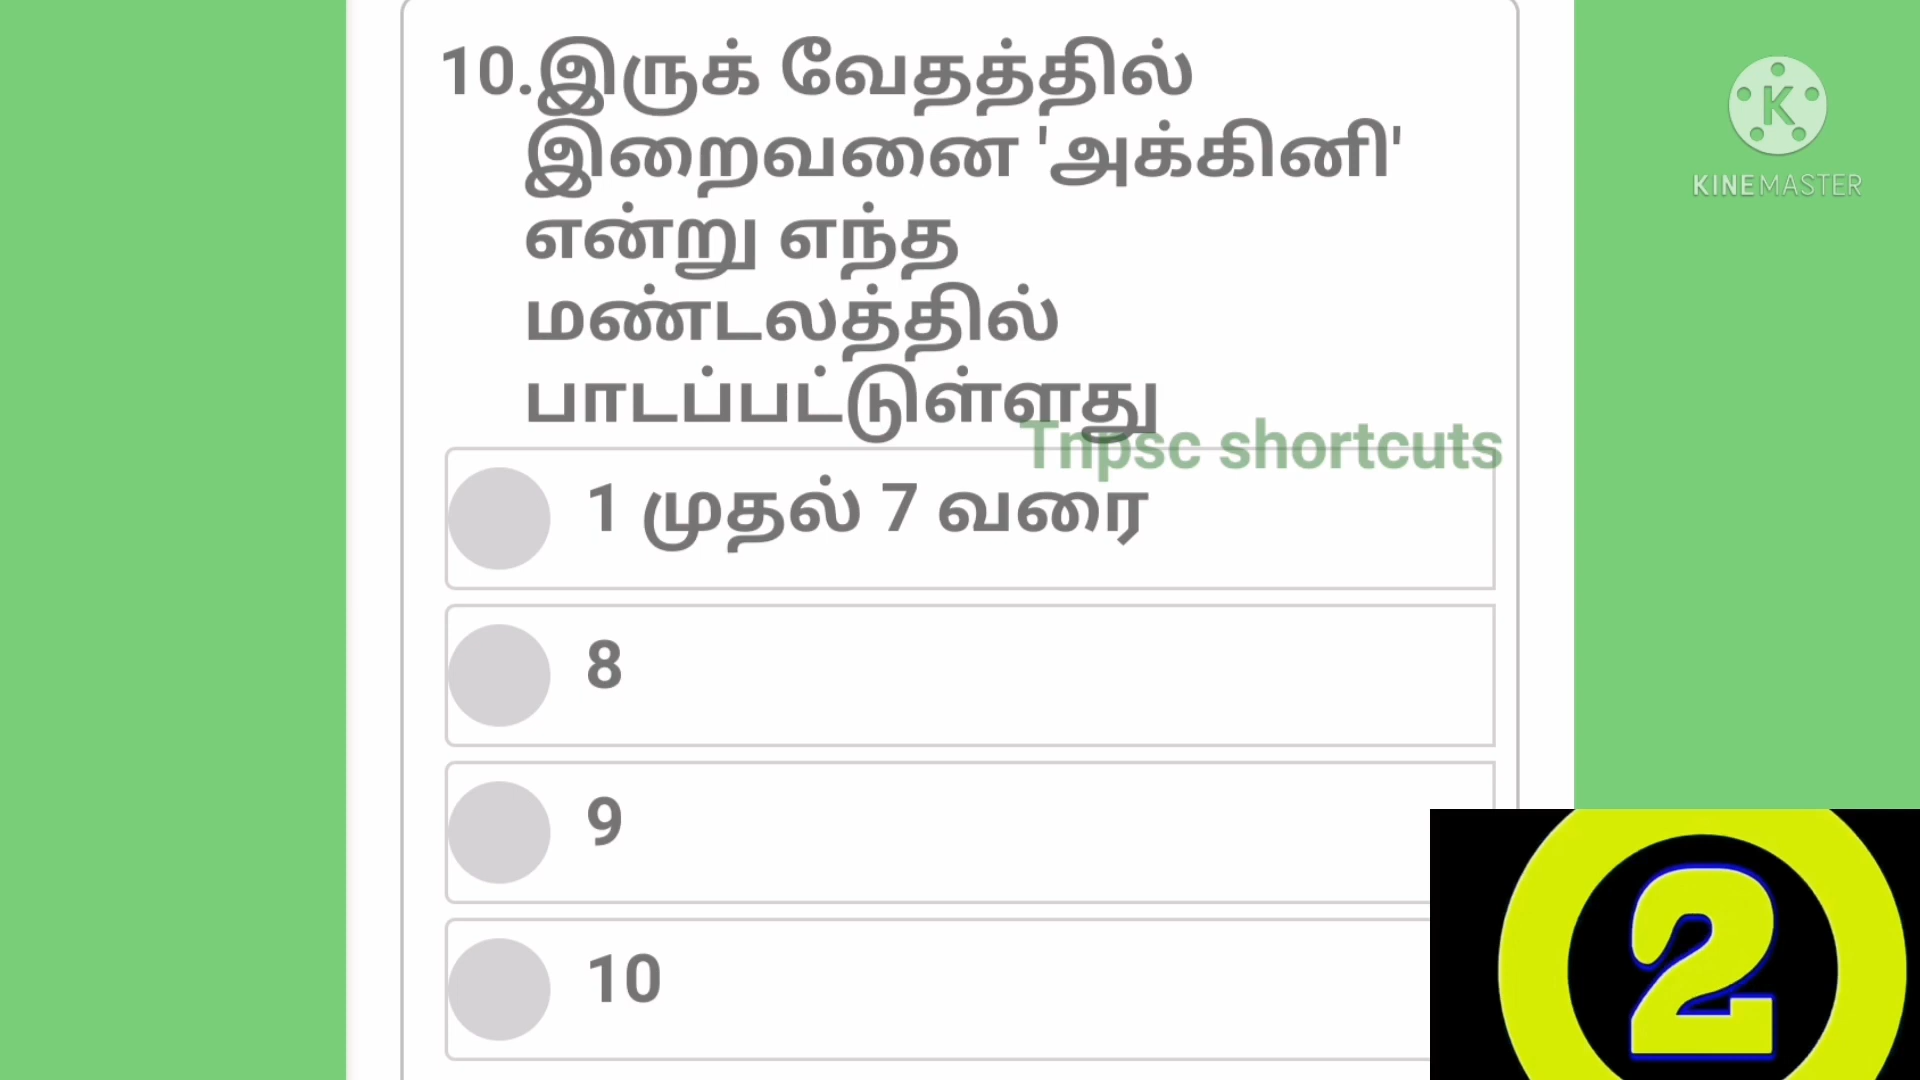 10.இருக் வேதத்தில்
இறைவனை 'அக்கினி'
என்று எந்த
மண்டலத்தில்
பாடப்பட்டுள்ளது
Tnpsc shortcuts
1 முதல் 7 வரை
8
9
10
K
KINEMASTER
2